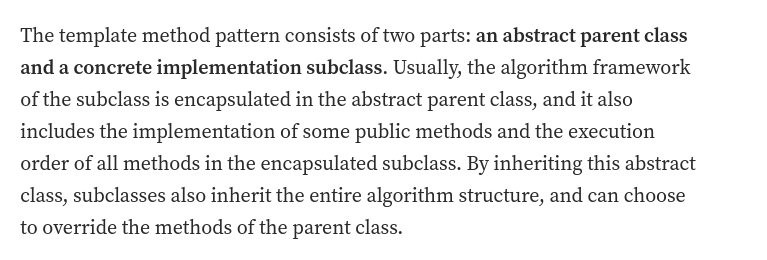 The template method pattern consists of two parts: an abstract parent class
and a concrete implementation subclass. Usually, the algorithm framework
of the subclass is encapsulated in the abstract parent class, and it also
includes the implementation of some public methods and the execution
order of all methods in the encapsulated subclass. By inheriting this abstract
class, subclasses also inherit the entire algorithm structure, and can choose
to override the methods of the parent class.